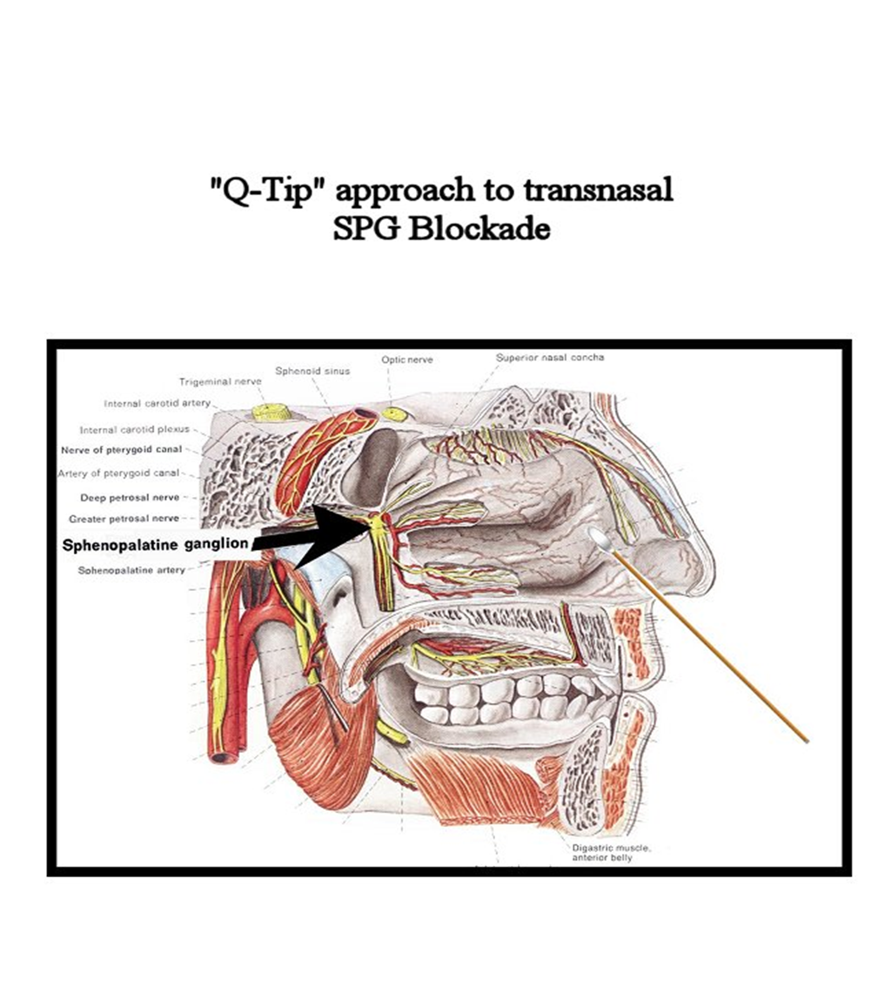 "Q-Tip" approach to transnasal
SPG Blockade
Optic nerve
Superior nasal concha
Sphenoid sinus
Trigeminal nerve
Internal carotid artery
Internal carotid plexus
Nerve of pterygoid canal
Artery of pterygoid canal
Deep petrosal nerve
Greater petrosal nerve
Sphenopalatine ganglion
Sphenopalatine artery
Digastric muscle,
anterior belly